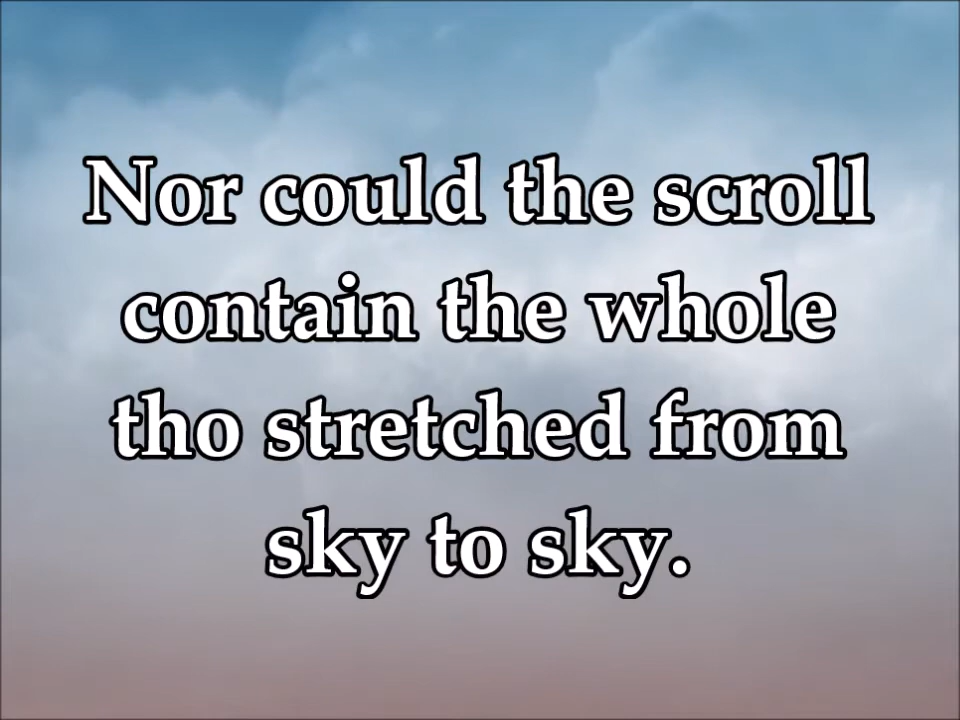 Nor could the scroll
contain the whole
tho stretched from
sky to sky.